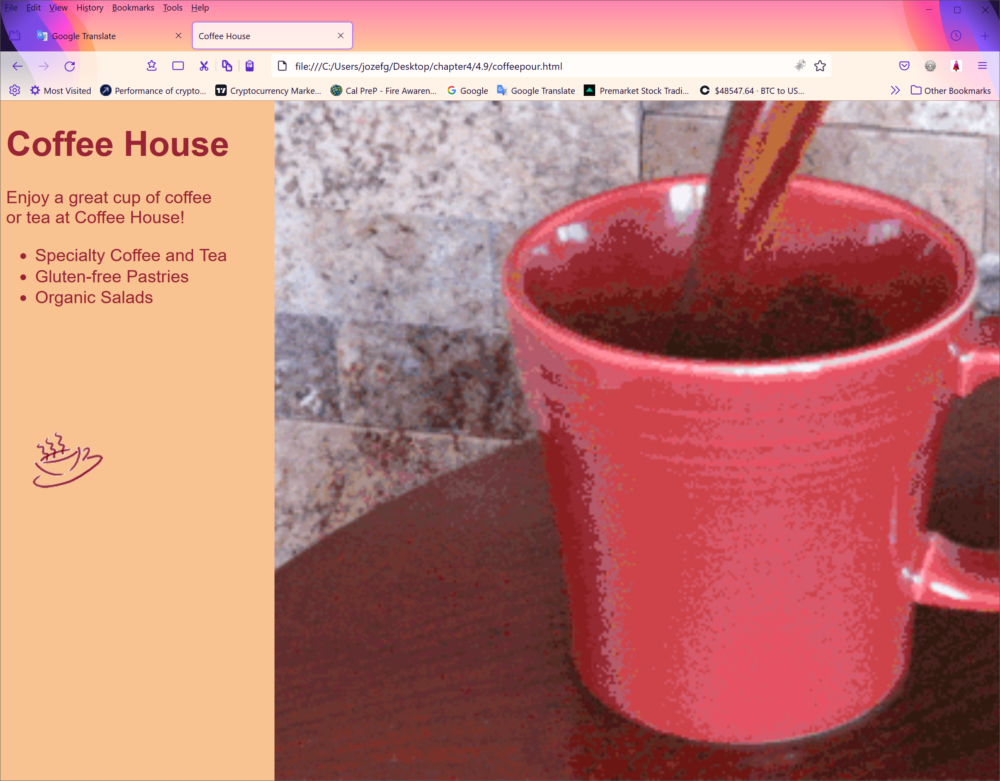 File Edit View History Bookmarks Tools Help
Google Translate
Coffee House
file:///C:/Users/jozefg/Desktop/chapter4/4.9/coffeepour.html
Most Visited Performance of crypto... Cryptocurrency Marke... Cal PreP - Fire Awaren... Google Google Translate Premarket Stock Tradi... $48547.64 · BTC to US... Other Bookmarks
Coffee House
Enjoy a great cup of coffee
or tea at Coffee House!
• Specialty Coffee and Tea
• Gluten-free Pastries
• Organic Salads